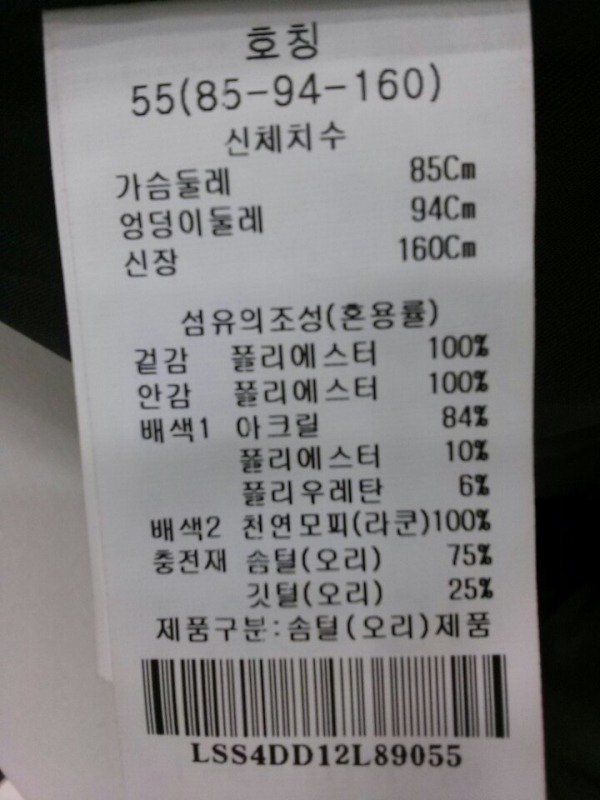 호칭
55(85-94-160)
신체치수
가슴둘레 85Cm
엉덩이둘레 94Cm
신장 160Cm
섬유의조성(혼용률)
겉감 폴리에스터 100%
안감 폴리에스터 100%
배색1 아크릴 84%
폴리에스터 10%
폴리우레탄 6%
배색2 천연모피(라쿤)100%
충전재 솜털(오리) 75%
깃털(오리) 25%
제품구분:솜털(오리)제품
LSS4DD12L89055